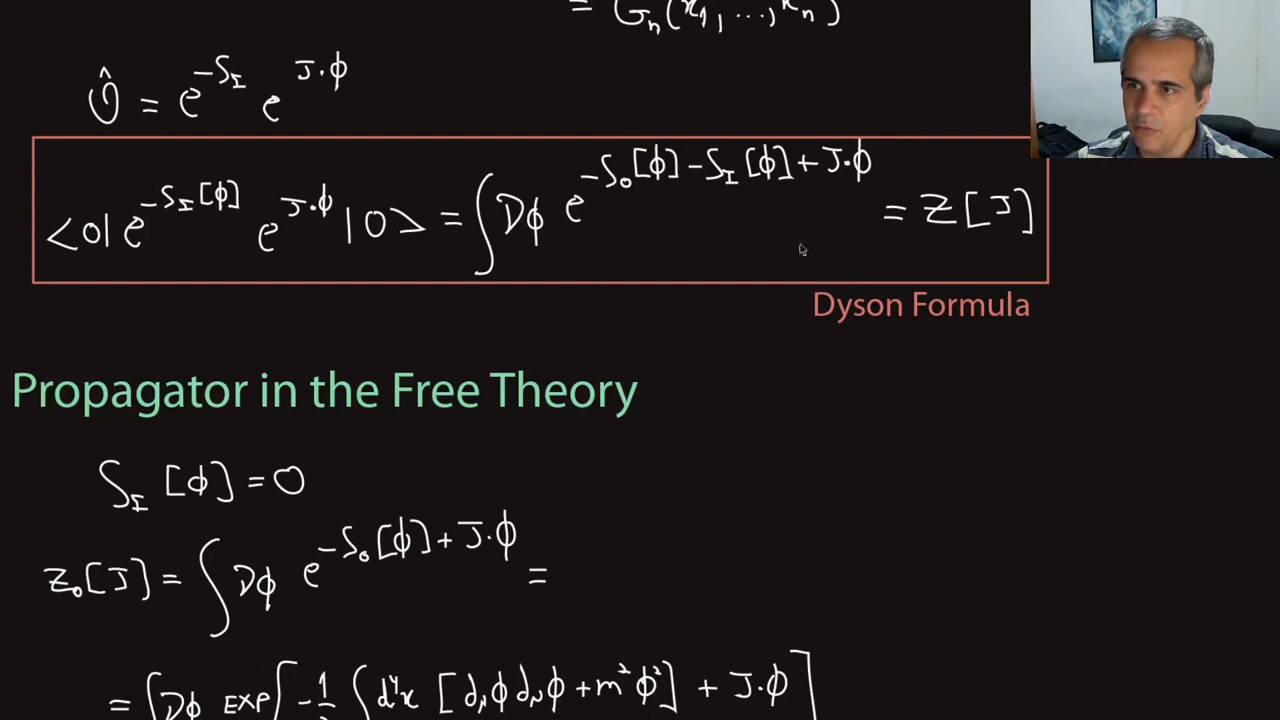 = G_n(x_1, ..., x_n)
Ô = e^{-S_I} e^{J·ϕ}
<0| e^{-S_I[ϕ]} e^{J·ϕ} |0> = ∫ Dϕ e^{-S_0[ϕ] - S_I[ϕ] + J·ϕ} = Z[J]
Dyson Formula
Propagator in the Free Theory
S_I [ϕ] = 0
Z_0[J] = ∫ Dϕ e^{-S_0[ϕ] + J·ϕ} =
= ∫ Dϕ EXP[ -1/2 ∫ d^4x [∂_μϕ ∂_μϕ + m^2 ϕ^2] + J·ϕ ]